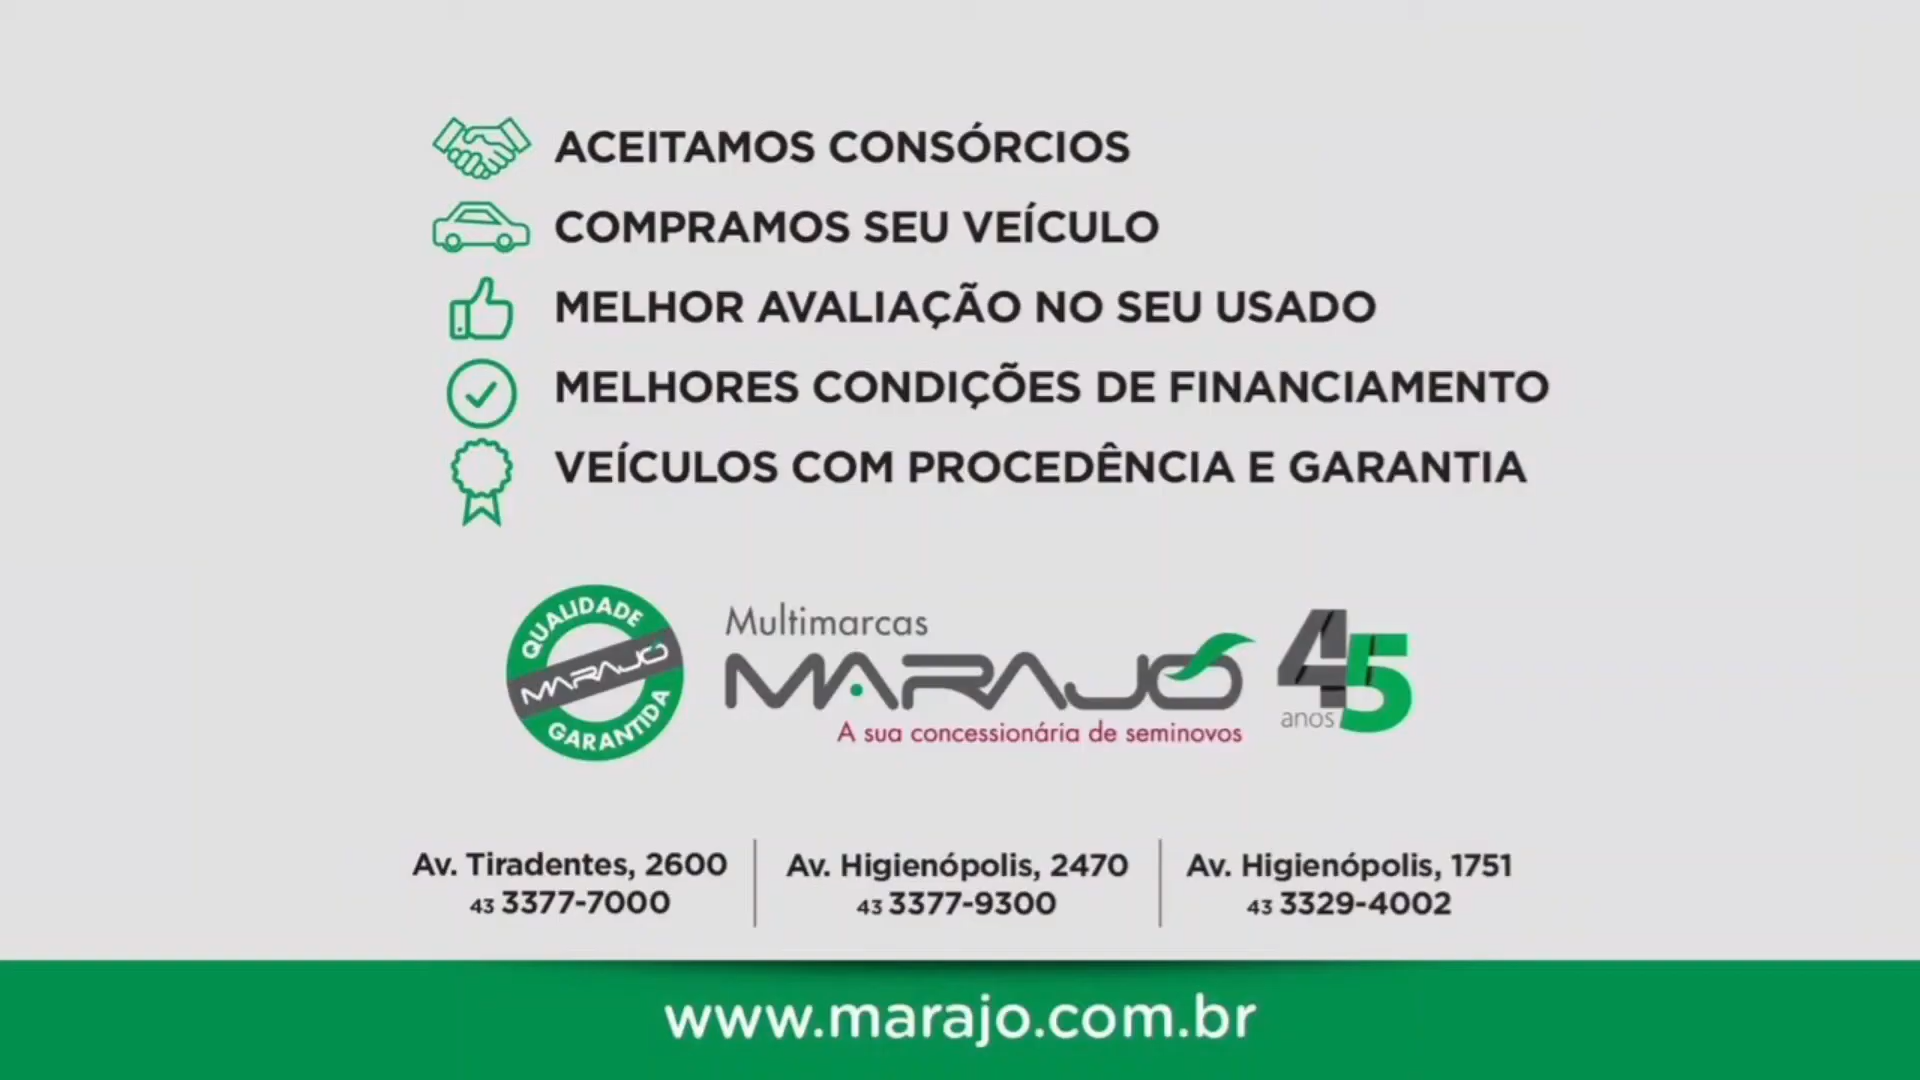 ACEITAMOS CONSÓRCIOS
COMPRAMOS SEU VEÍCULO
MELHOR AVALIAÇÃO NO SEU USADO
MELHORES CONDIÇÕES DE FINANCIAMENTO
VEÍCULOS COM PROCEDÊNCIA E GARANTIA
QUALIDADE
MARAJÓ
GARANTIDA
Multimarcas
MARAJÓ
A sua concessionária de seminovos
45
anos
Av. Tiradentes, 2600
43 3377-7000
Av. Higienópolis, 2470
43 3377-9300
Av. Higienópolis, 1751
43 3329-4002
www.marajo.com.br